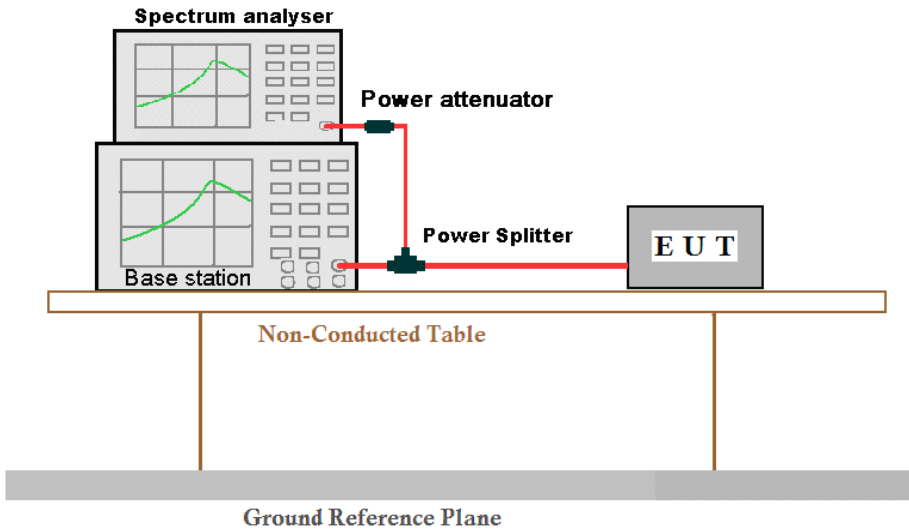 Spectrum analyser
Power attenuator
Power Splitter
E U T
Base station
Non-Conducted Table
Ground Reference Plane